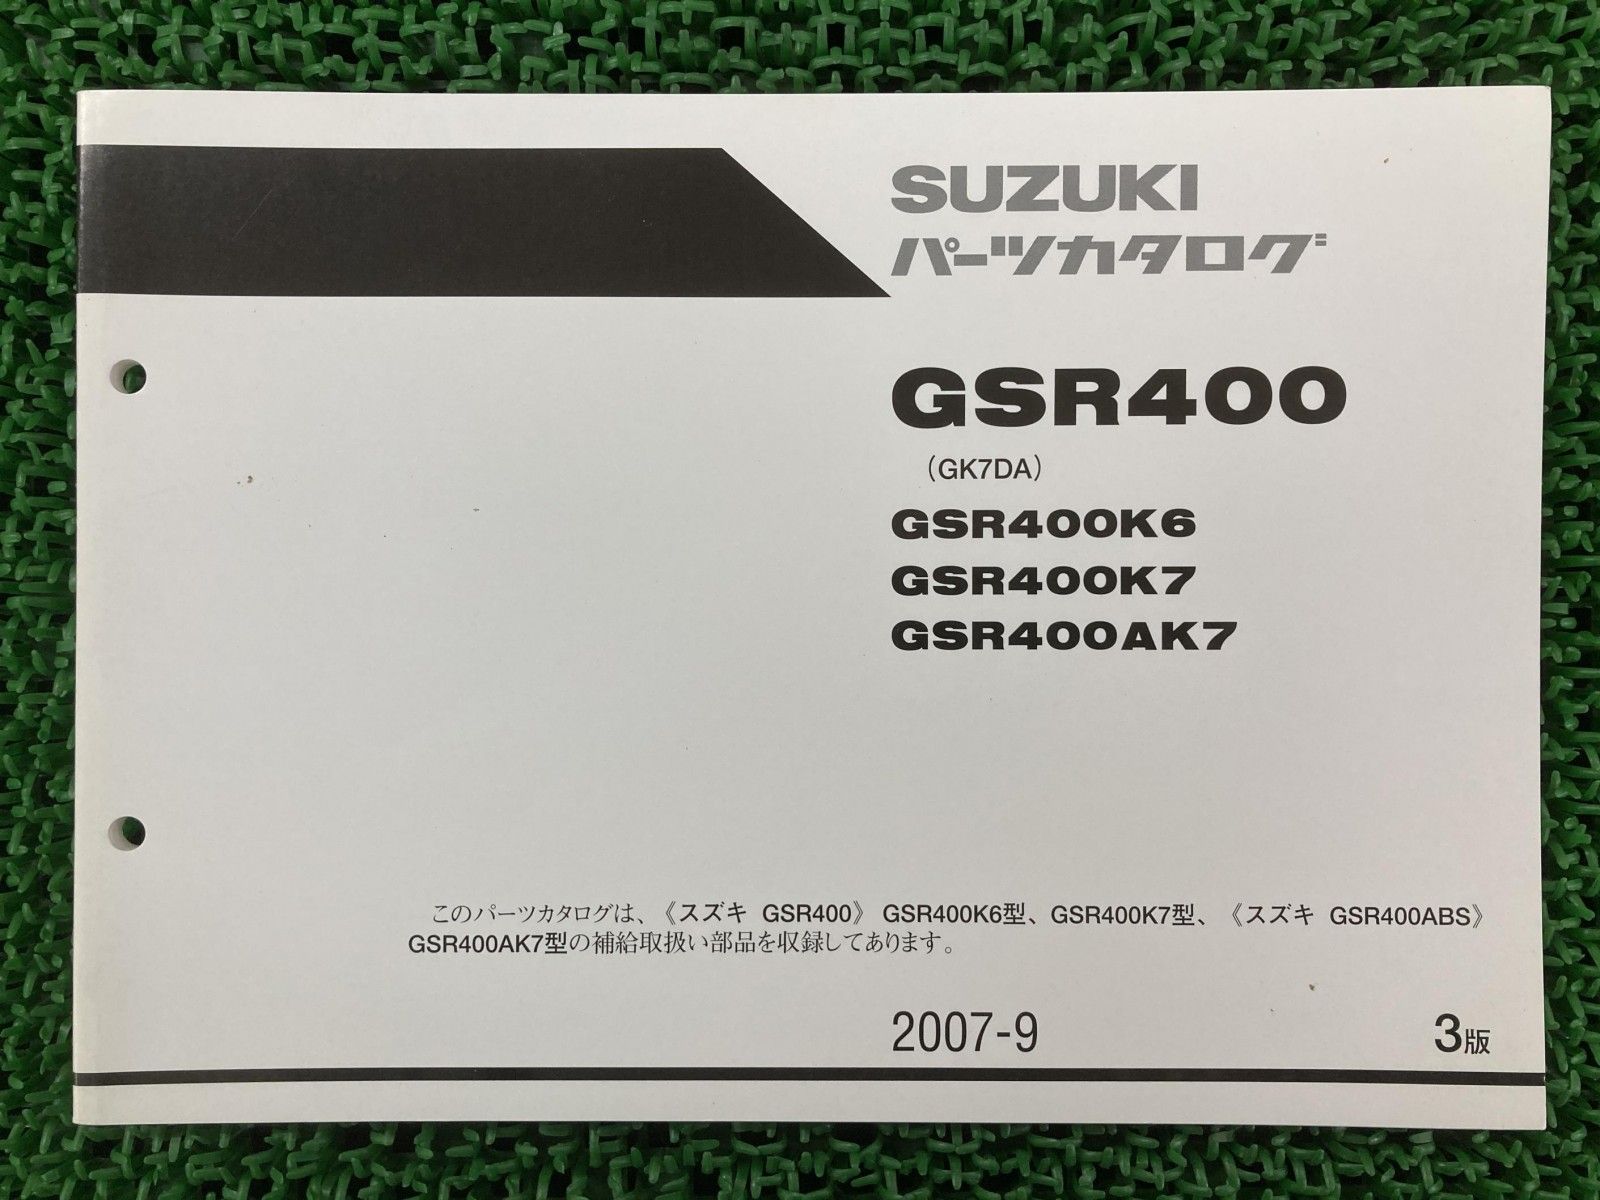 SUZUKI
パーツカタログ
GSR400
(GK7DA)
GSR400K6
GSR400K7
GSR400AK7
このパーツカタログは、《スズキ GSR400》 GSR400K6型、GSR400K7型、《スズキ GSR400ABS》
GSR400AK7型の補給取扱い部品を収録してあります。
2007-9 3版